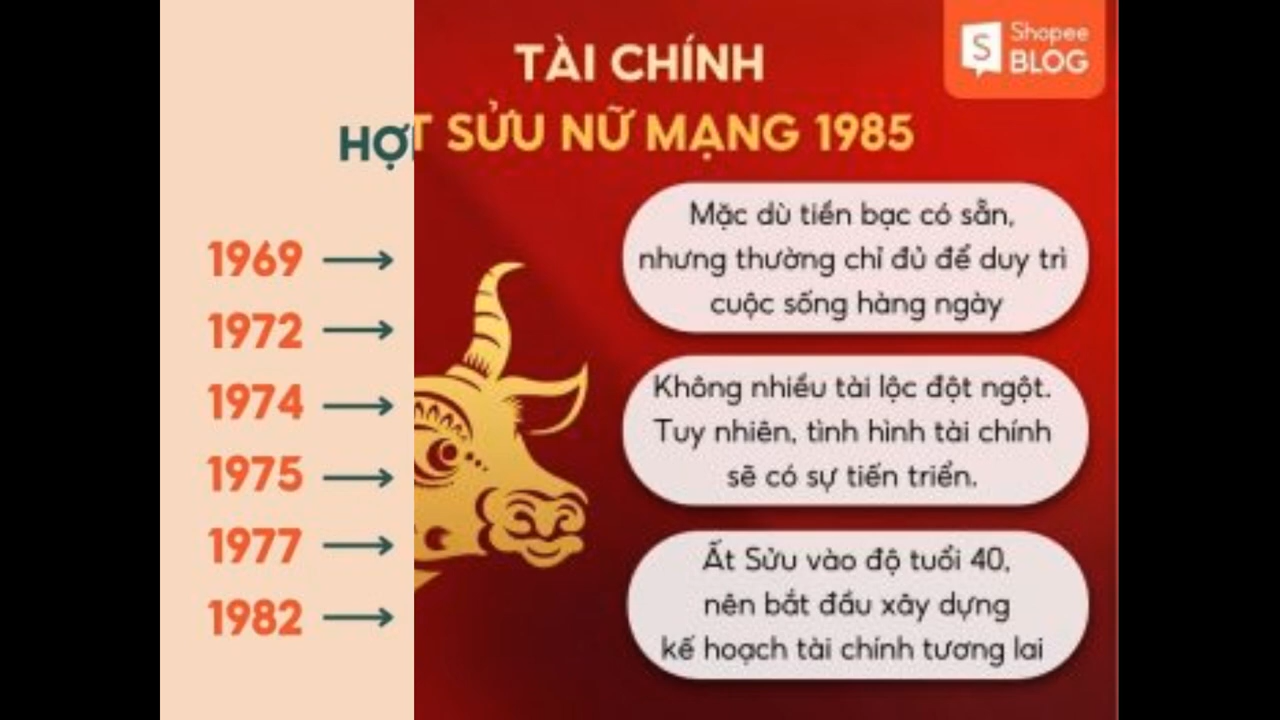 Shopee
BLOG
TÀI CHÍNH
T SỬU NỮ MẠNG 1985
Mặc dù tiền bạc có sẵn,
nhưng thường chỉ đủ để duy trì
cuộc sống hàng ngày
Không nhiều tài lộc đột ngột.
Tuy nhiên, tình hình tài chính
sẽ có sự tiến triển.
Ất Sửu vào độ tuổi 40,
nên bắt đầu xây dựng
kế hoạch tài chính tương lai
HỢ
1969
1972
1974
1975
1977
1982